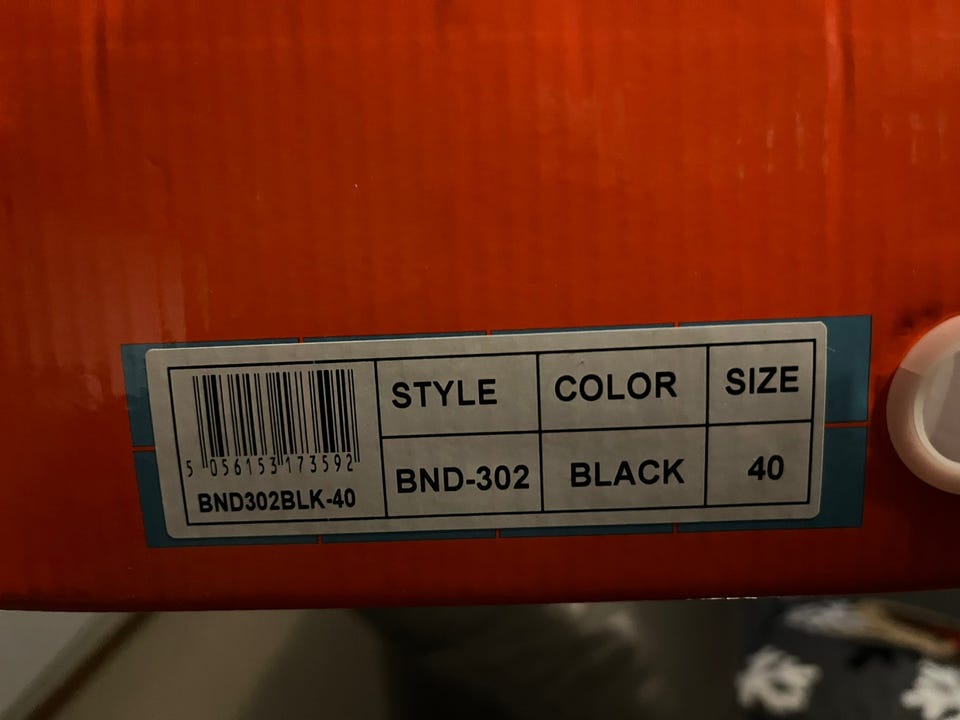 STYLE COLOR SIZE
5 056153 173592
BND302BLK-40
BND-302 BLACK 40